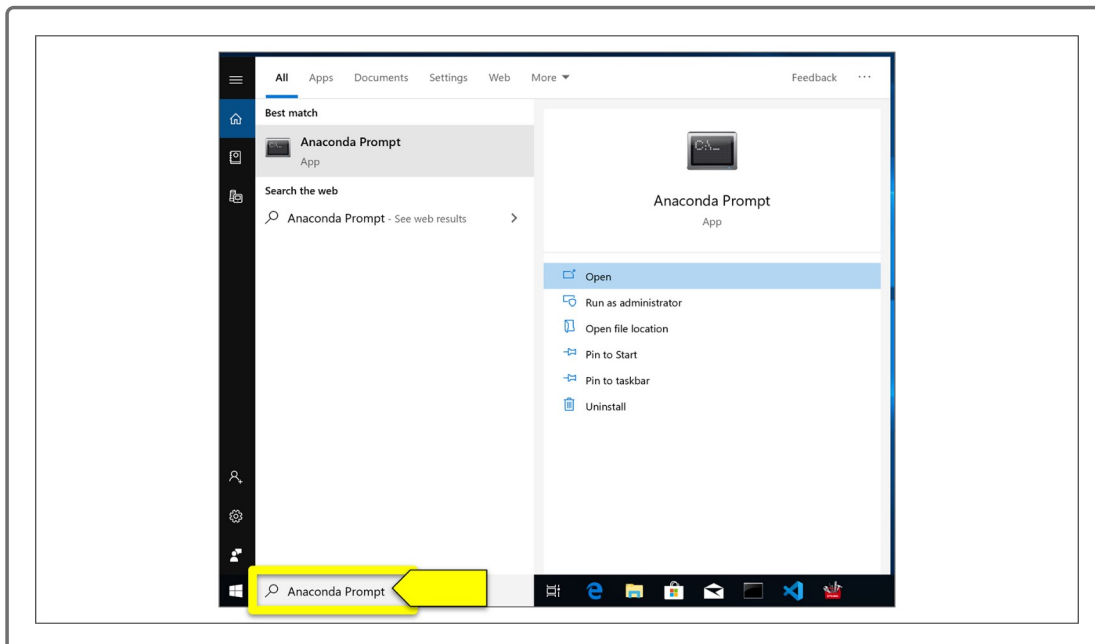 All Apps Documents Settings Web More Feedback ...
Best match
Anaconda Prompt
App
Search the web
Anaconda Prompt - See web results
Anaconda Prompt
App
Open
Run as administrator
Open file location
Pin to Start
Pin to taskbar
Uninstall
Anaconda Prompt